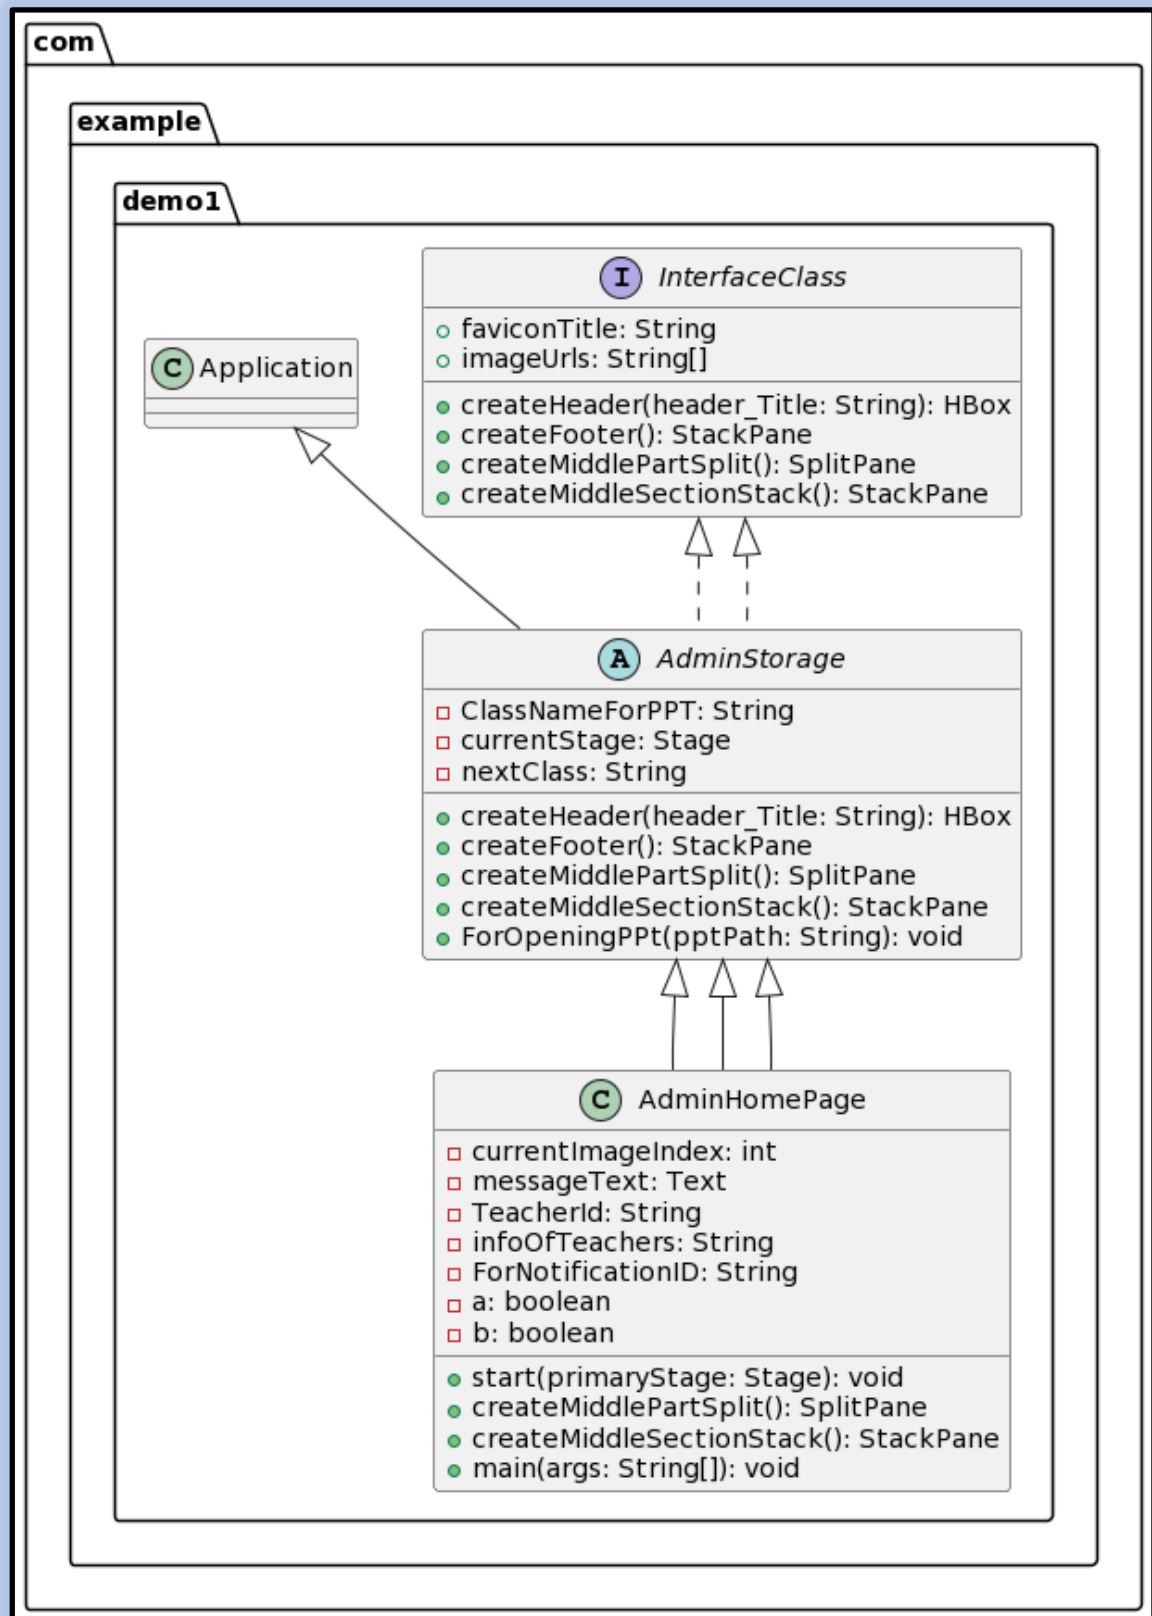 com
example
demo1
I InterfaceClass
faviconTitle: String
imageUrls: String[]
createHeader(header_Title: String): HBox
createFooter(): StackPane
createMiddlePartSplit(): SplitPane
createMiddleSectionStack(): StackPane
C Application
A AdminStorage
ClassNameForPPT: String
currentStage: Stage
nextClass: String
createHeader(header_Title: String): HBox
createFooter(): StackPane
createMiddlePartSplit(): SplitPane
createMiddleSectionStack(): StackPane
ForOpeningPPt(pptPath: String): void
C AdminHomePage
currentImageIndex: int
messageText: Text
TeacherId: String
infoOfTeachers: String
ForNotificationID: String
a: boolean
b: boolean
start(primaryStage: Stage): void
createMiddlePartSplit(): SplitPane
createMiddleSectionStack(): StackPane
main(args: String[]): void